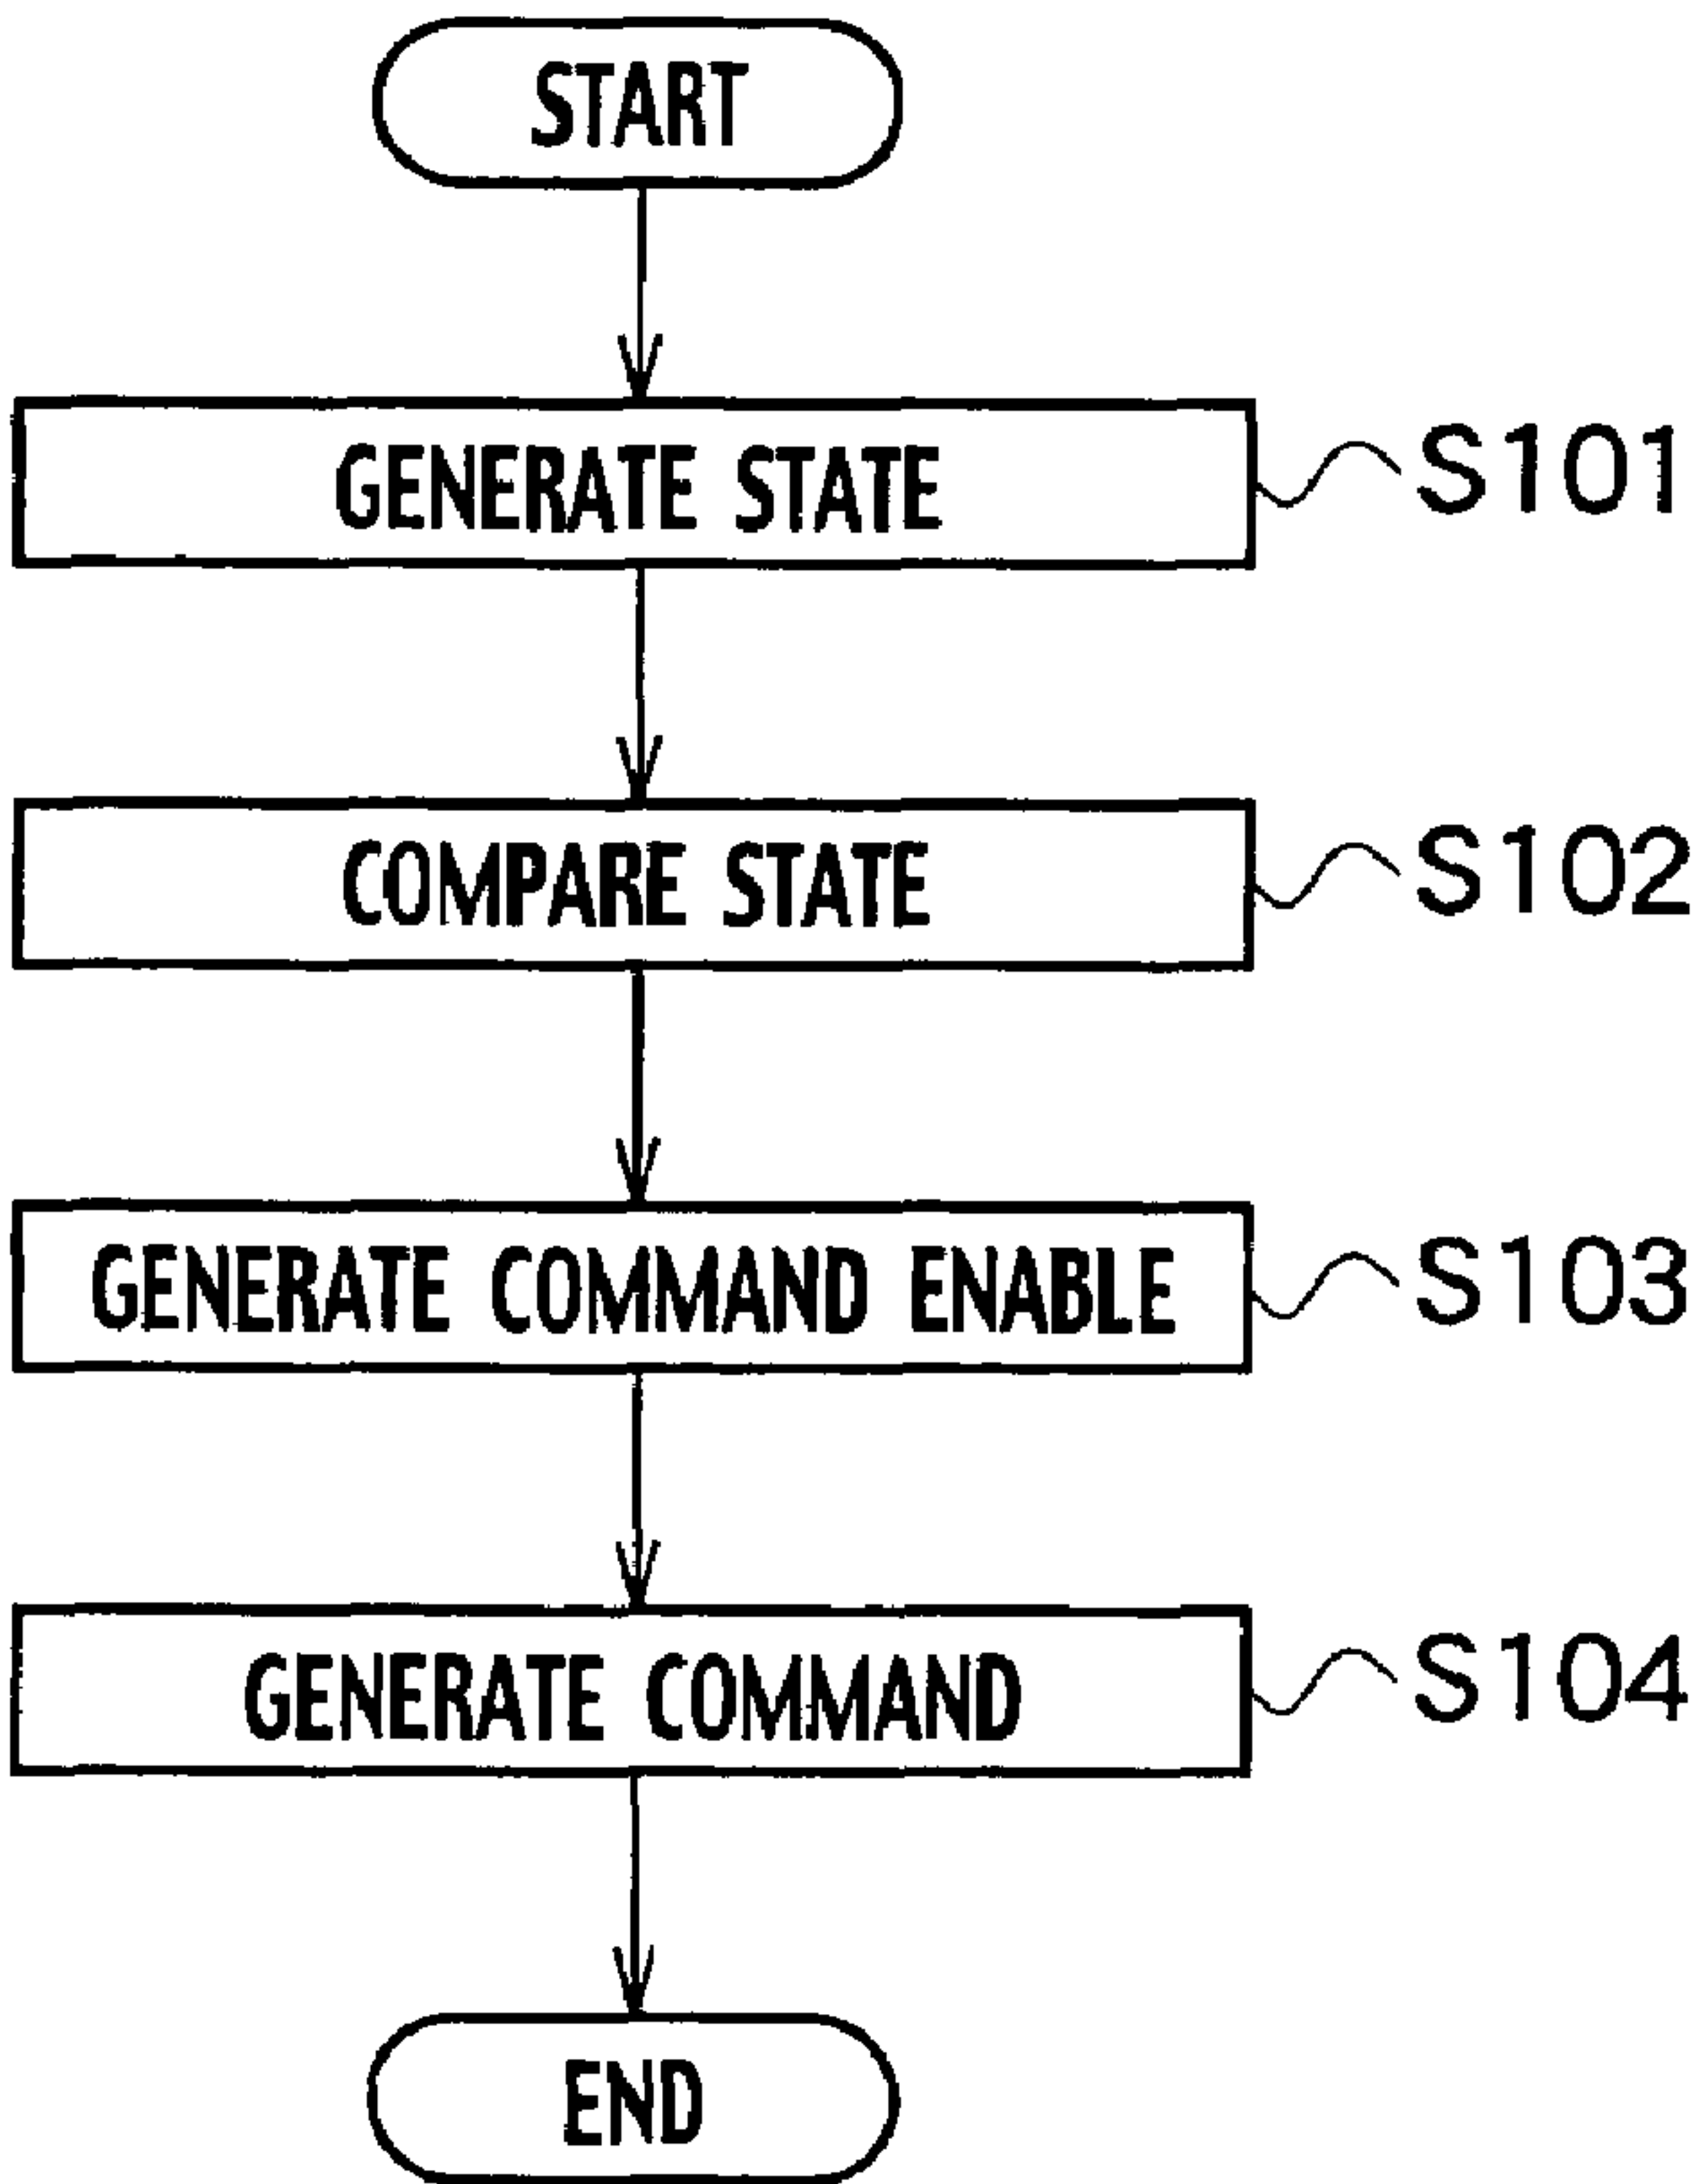 START
GENERATE STATE S101
COMPARE STATE S102
GENERATE COMMAND ENABLE S103
GENERATE COMMAND S104
END